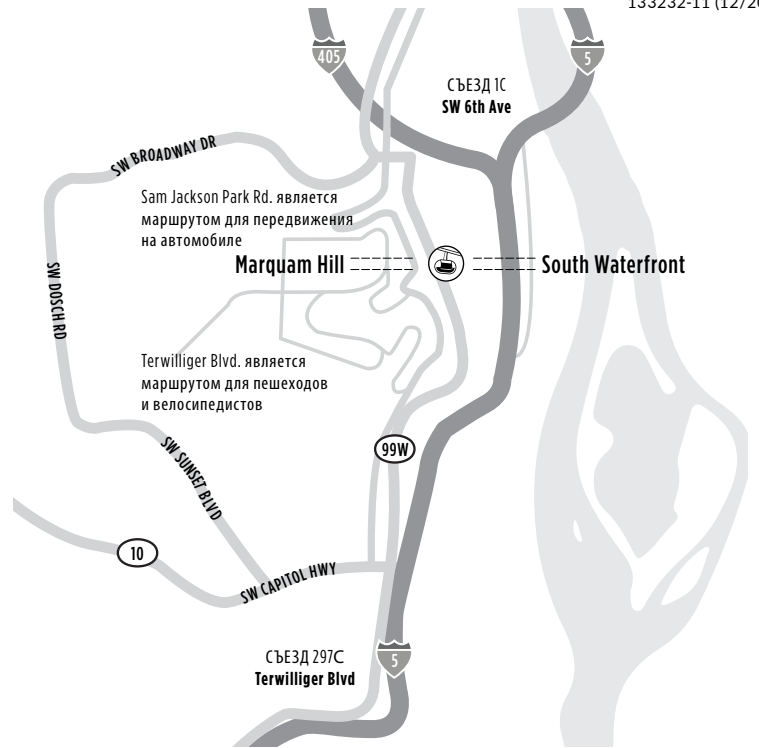 133232-11 (12/20
405
5
СЪЕЗД 1C
SW 6th Ave
SW BROADWAY DR
Sam Jackson Park Rd. является
маршрутом для передвижения
на автомобиле
Marquam Hill
South Waterfront
SW DOSCH RD
Terwilliger Blvd. является
маршрутом для пешеходов
и велосипедистов
99W
SW SUNSET BLVD
10
SW CAPITOL HWY
СЪЕЗД 297C
Terwilliger Blvd
5